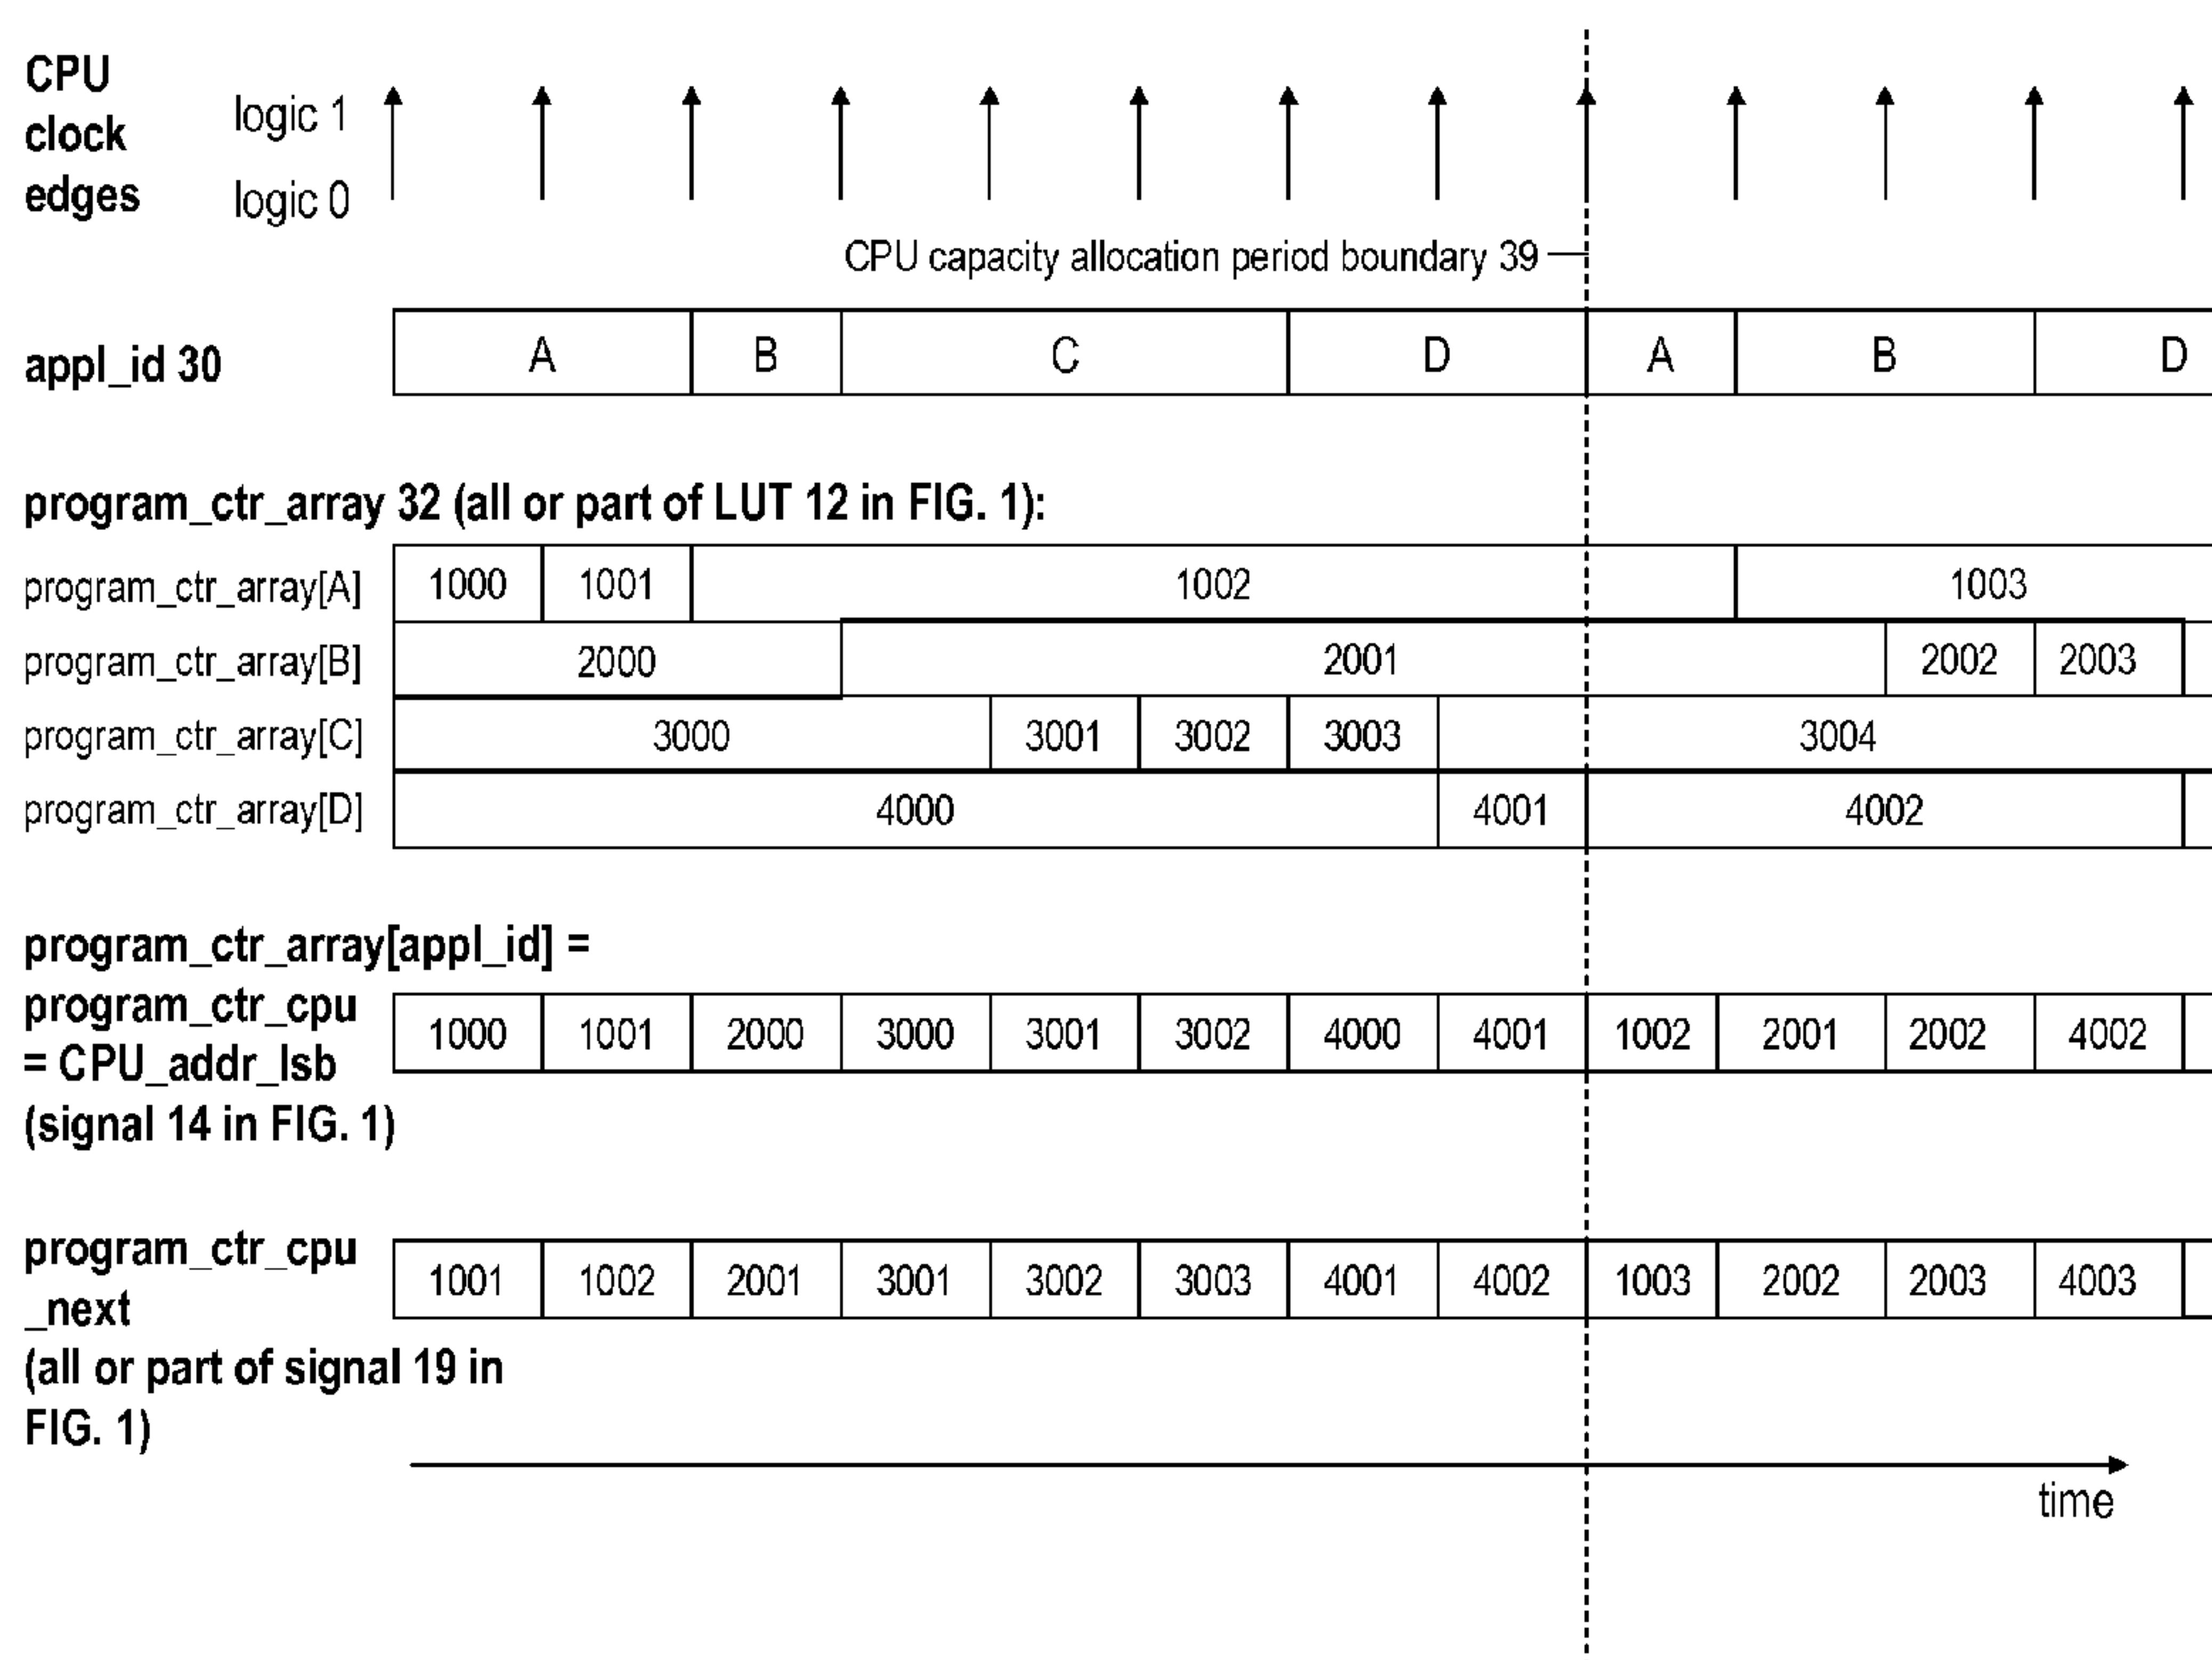 CPU
clock
edges
logic 1
logic 0
CPU capacity allocation period boundary 39
appl_id 30 A B C D A B D
program_ctr_array 32 (all or part of LUT 12 in FIG. 1):
program_ctr_array[A] 1000 1001 1002 1003
program_ctr_array[B] 2000 2001 2002 2003
program_ctr_array[C] 3000 3001 3002 3003 3004
program_ctr_array[D] 4000 4001 4002
program_ctr_array[appl_id] =
program_ctr_cpu 1000 1001 2000 3000 3001 3002 4000 4001 1002 2001 2002 4002
= CPU_addr_lsb
(signal 14 in FIG. 1)
program_ctr_cpu 1001 1002 2001 3001 3002 3003 4001 4002 1003 2002 2003 4003
_next
(all or part of signal 19 in
FIG. 1)
time